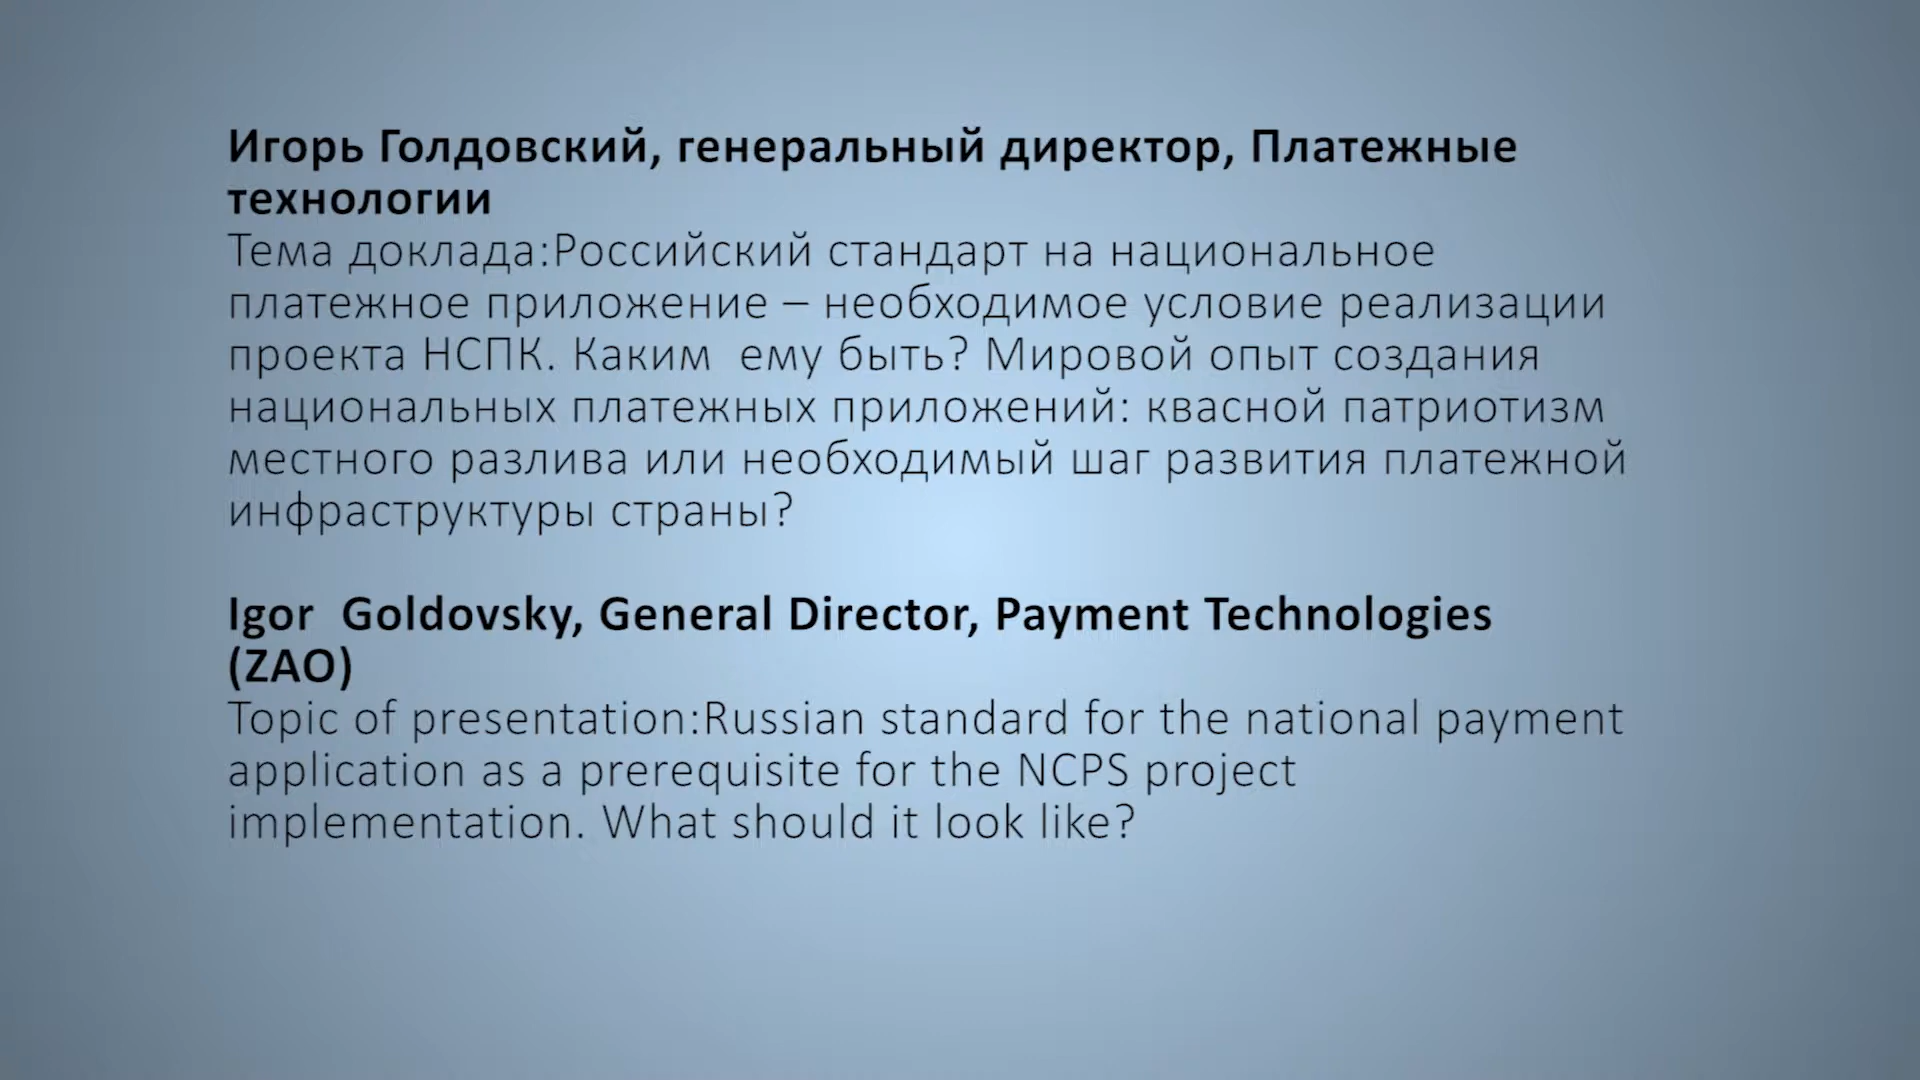 Игорь Голдовский, генеральный директор, Платежные
технологии
Тема доклада:Российский стандарт на национальное
платежное приложение – необходимое условие реализации
проекта НСПК. Каким  ему быть? Мировой опыт создания
национальных платежных приложений: квасной патриотизм
местного разлива или необходимый шаг развития платежной
инфраструктуры страны?
Igor  Goldovsky, General Director, Payment Technologies
(ZAO)
Topic of presentation:Russian standard for the national payment
application as a prerequisite for the NCPS project
implementation. What should it look like?